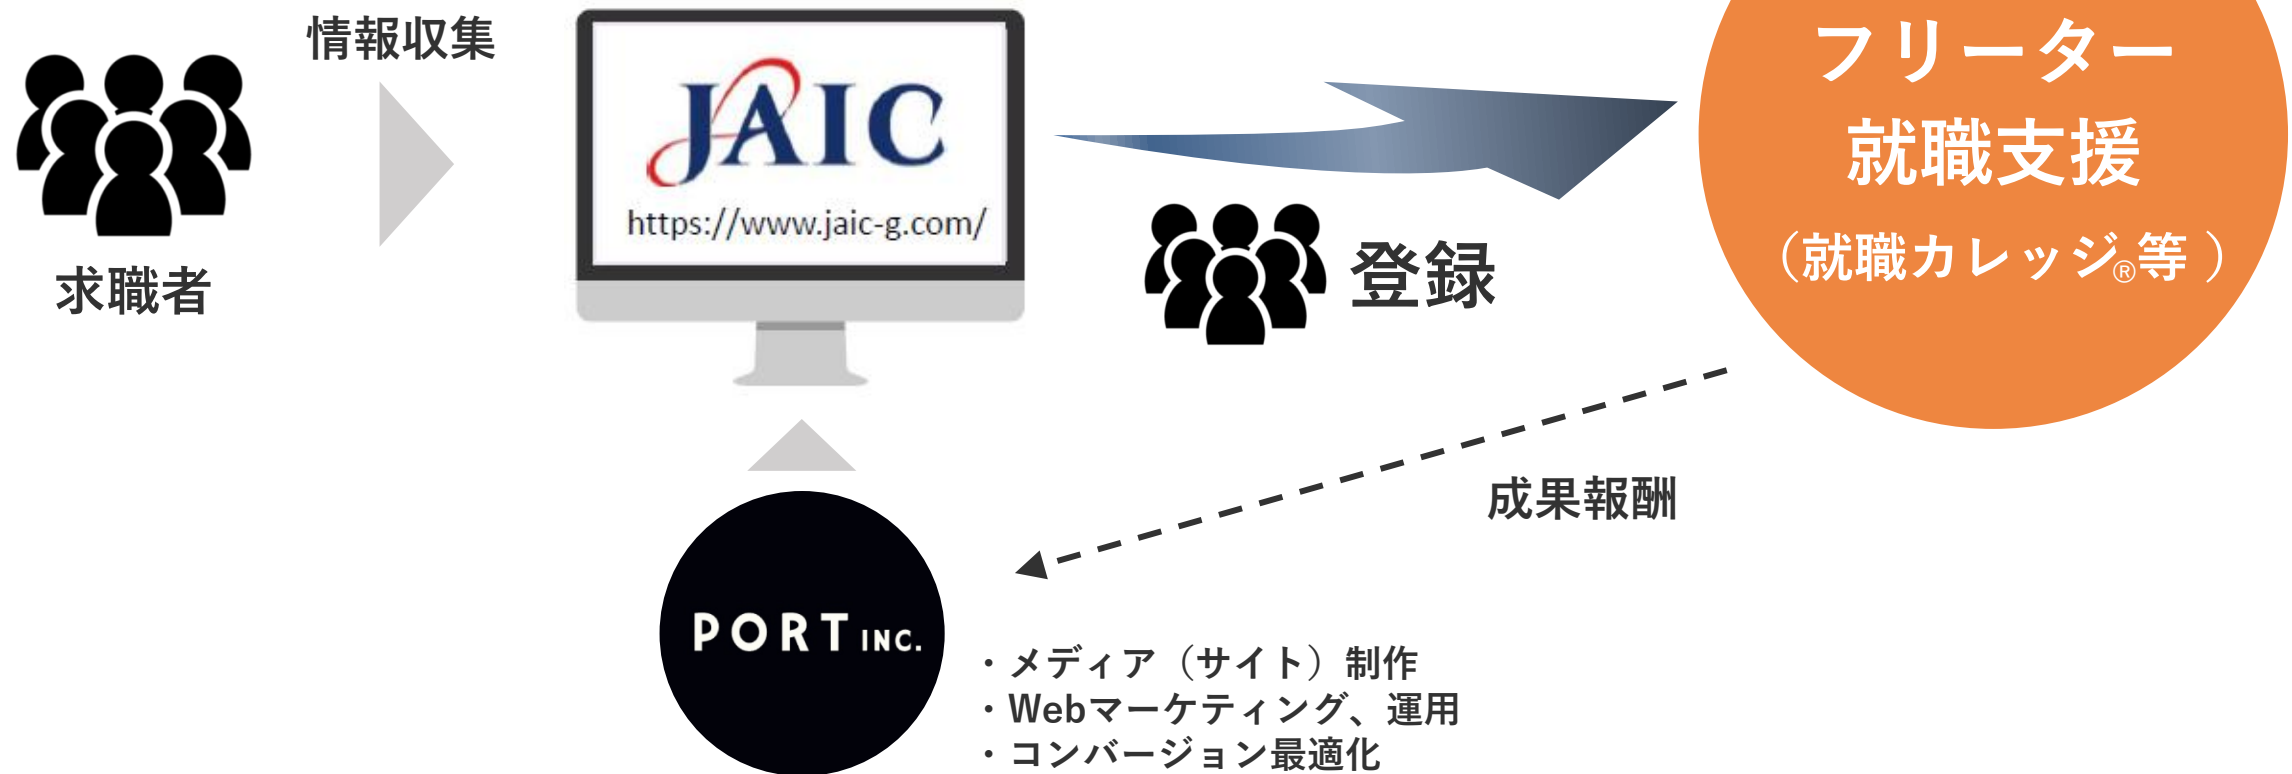 情報収集
求職者
JAIC
https://www.jaic-g.com/
登録
フリーター
就職支援
（就職カレッジ®等 ）
成果報酬
PORT INC.
・メディア（サイト）制作
・Webマーケティング、運用
・コンバージョン最適化